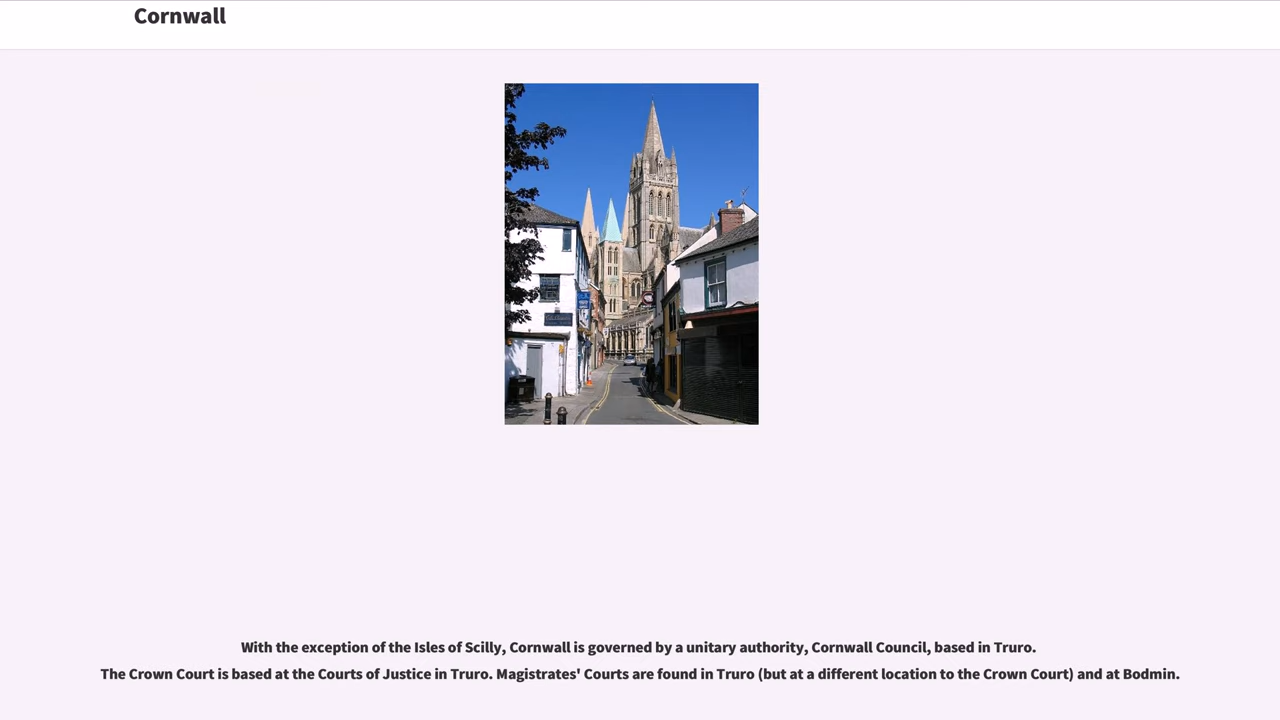 Cornwall
With the exception of the Isles of Scilly, Cornwall is governed by a unitary authority, Cornwall Council, based in Truro.
The Crown Court is based at the Courts of Justice in Truro. Magistrates' Courts are found in Truro (but at a different location to the Crown Court) and at Bodmin.